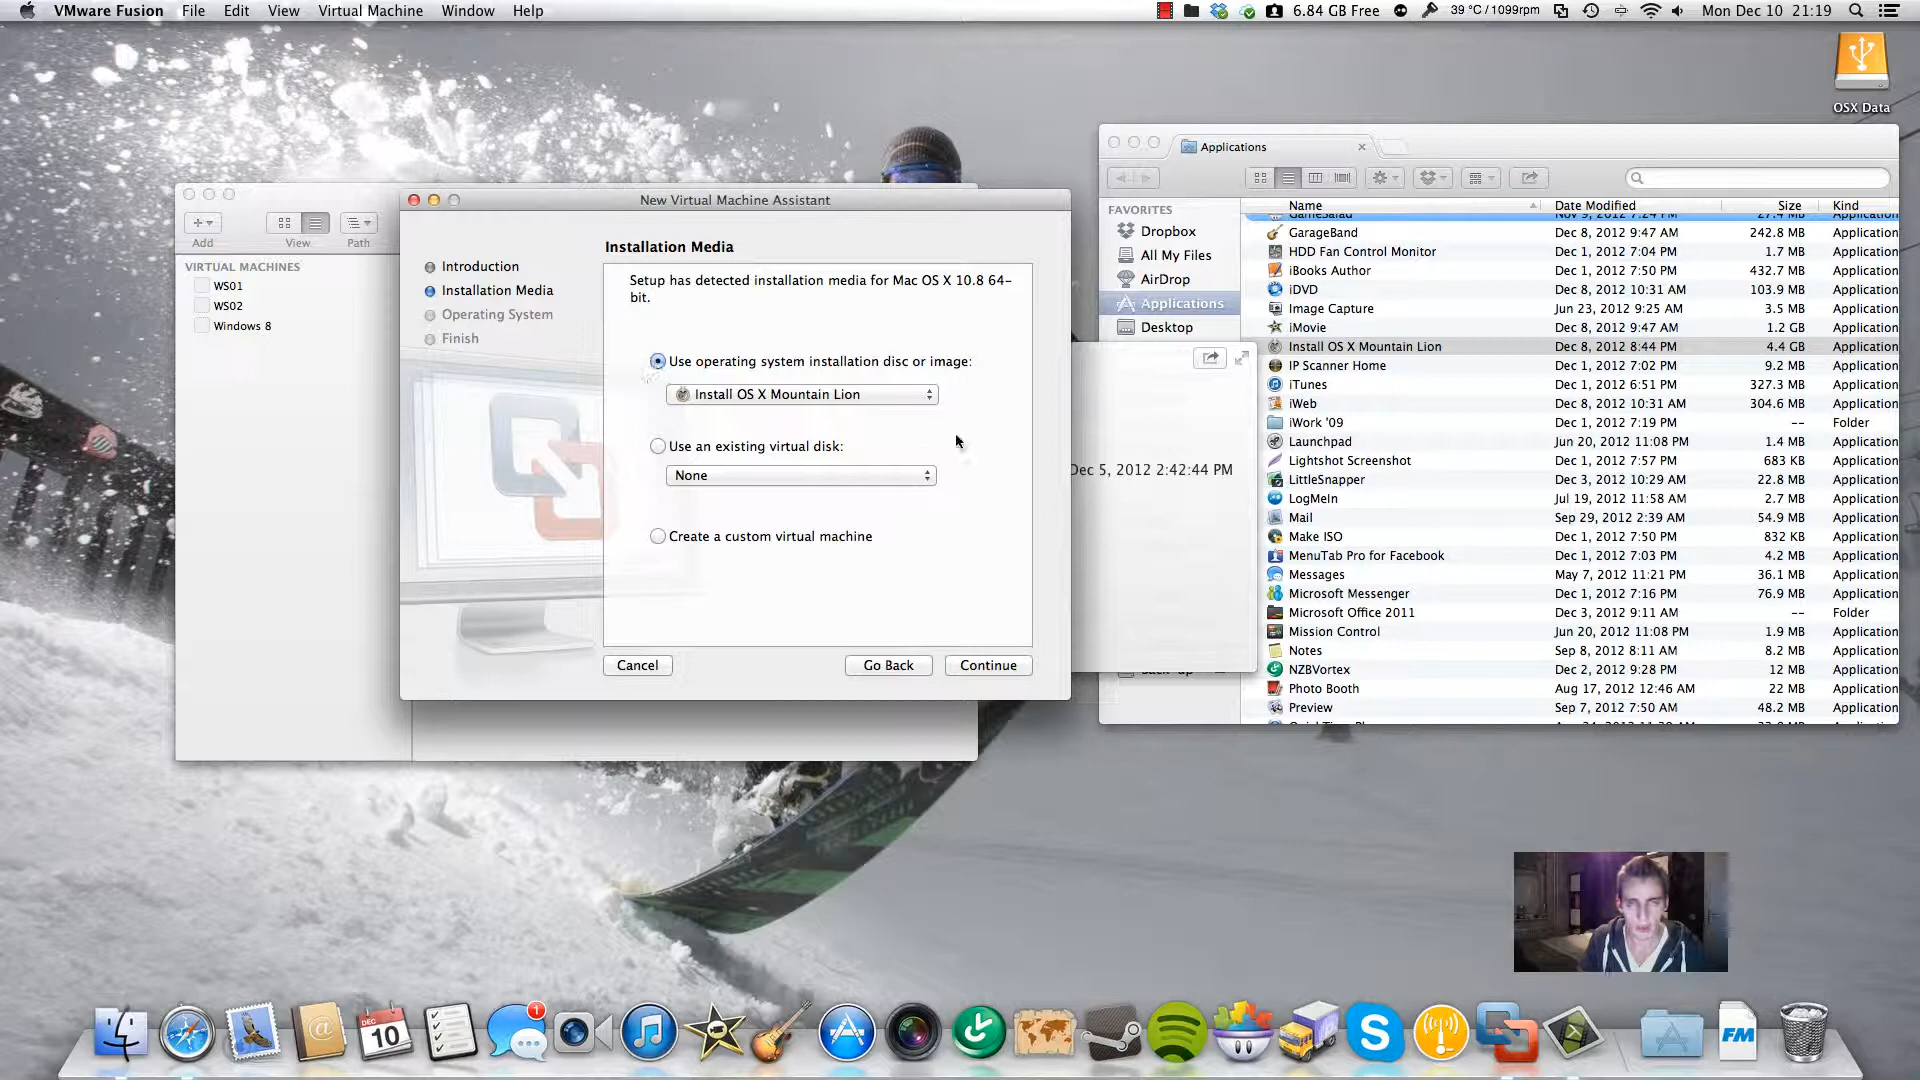 VMware Fusion File Edit View Virtual Machine Window Help
6.84 GB Free 39 °C / 1099rpm Mon Dec 10 21:19
OSX Data
Add View Path
VIRTUAL MACHINES
WS01
WS02
Windows 8
New Virtual Machine Assistant
Introduction
Installation Media
Operating System
Finish
Installation Media
Setup has detected installation media for Mac OS X 10.8 64-
bit.
Use operating system installation disc or image:
Install OS X Mountain Lion
Use an existing virtual disk:
None
Create a custom virtual machine
Cancel Go Back Continue
Dec 5, 2012 2:42:44 PM
Applications
FAVORITES
Dropbox
All My Files
AirDrop
Applications
Desktop
Name Date Modified Size Kind
GameSalad Nov 9, 2012 7:24 PM 27.4 MB Application
GarageBand Dec 8, 2012 9:47 AM 242.8 MB Application
HDD Fan Control Monitor Dec 1, 2012 7:04 PM 1.7 MB Application
iBooks Author Dec 1, 2012 7:50 PM 432.7 MB Application
iDVD Dec 8, 2012 10:31 AM 103.9 MB Application
Image Capture Jun 23, 2012 9:25 AM 3.5 MB Application
iMovie Dec 8, 2012 9:47 AM 1.2 GB Application
Install OS X Mountain Lion Dec 8, 2012 8:44 PM 4.4 GB Application
IP Scanner Home Dec 1, 2012 7:02 PM 9.2 MB Application
iTunes Dec 1, 2012 6:51 PM 327.3 MB Application
iWeb Dec 8, 2012 10:31 AM 304.6 MB Application
iWork '09 Dec 1, 2012 7:19 PM -- Folder
Launchpad Jun 20, 2012 11:08 PM 1.4 MB Application
Lightshot Screenshot Dec 1, 2012 7:57 PM 683 KB Application
LittleSnapper Dec 3, 2012 10:29 AM 22.8 MB Application
LogMeIn Jul 19, 2012 11:58 AM 2.7 MB Application
Mail Sep 29, 2012 2:39 AM 54.9 MB Application
Make ISO Dec 1, 2012 7:50 PM 832 KB Application
MenuTab Pro for Facebook Dec 1, 2012 7:03 PM 4.2 MB Application
Messages May 7, 2012 11:21 PM 36.1 MB Application
Microsoft Messenger Dec 1, 2012 7:16 PM 76.9 MB Application
Microsoft Office 2011 Dec 3, 2012 9:11 AM -- Folder
Mission Control Jun 20, 2012 11:08 PM 1.9 MB Application
Notes Sep 8, 2012 8:11 AM 8.2 MB Application
NZBVortex Dec 2, 2012 9:28 PM 12 MB Application
Photo Booth Aug 17, 2012 12:46 AM 22 MB Application
Preview Sep 7, 2012 7:50 AM 48.2 MB Application
DEC
10
1
FM